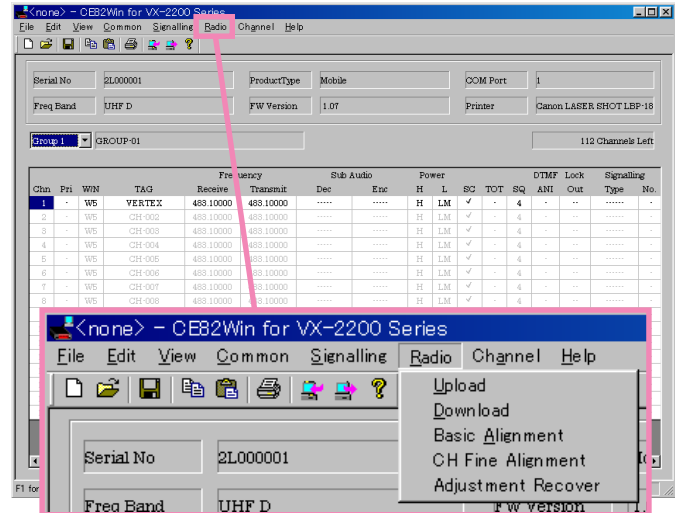 <none> - CE82Win for VX-2200 Series
File Edit View Common Signalling Radio Channel Help
Serial No 2L000001 ProductType Mobile COM Port 1
Freq Band UHF D FW Version 1.07 Printer Canon LASER SHOT LBP-18
Group 1 GROUP-01 112 Channels Left
Frequency Sub Audio Power DTMF Lock Signalling
Chn Pri W/N TAG Receive Transmit Dec Enc H L SC TOT SQ ANI Out Type No.
1 - W5 VERTEX 483.10000 483.10000 ----- ----- H LM ✓ - 4 - -- ------ -
2 - W5 CH-002 483.10000 483.10000 ----- ----- H LM ✓ - 4 - -- ------ -
3 - W5 CH-003 483.10000 483.10000 ----- ----- H LM ✓ - 4 - -- ------ -
4 - W5 CH-004 483.10000 483.10000 ----- ----- H LM ✓ - 4 - -- ------ -
5 - W5 CH-005 483.10000 483.10000 ----- ----- H LM ✓ - 4 - -- ------ -
6 - W5 CH-006 483.10000 483.10000 ----- ----- H LM ✓ - 4 - -- ------ -
7 - W5 CH-007 483.10000 483.10000 ----- ----- H LM ✓ - 4 - -- ------ -
8 - W5 CH-008 483.10000 483.10000 ----- ----- H LM ✓ - 4 - -- ------ -
<none> - CE82Win for VX-2200 Series
File Edit View Common Signalling Radio Channel Help
Upload
Download
Basic Alignment
CH Fine Alignment
Adjustment Recover
Serial No 2L000001
Freq Band UHF D FW Version
F1 for